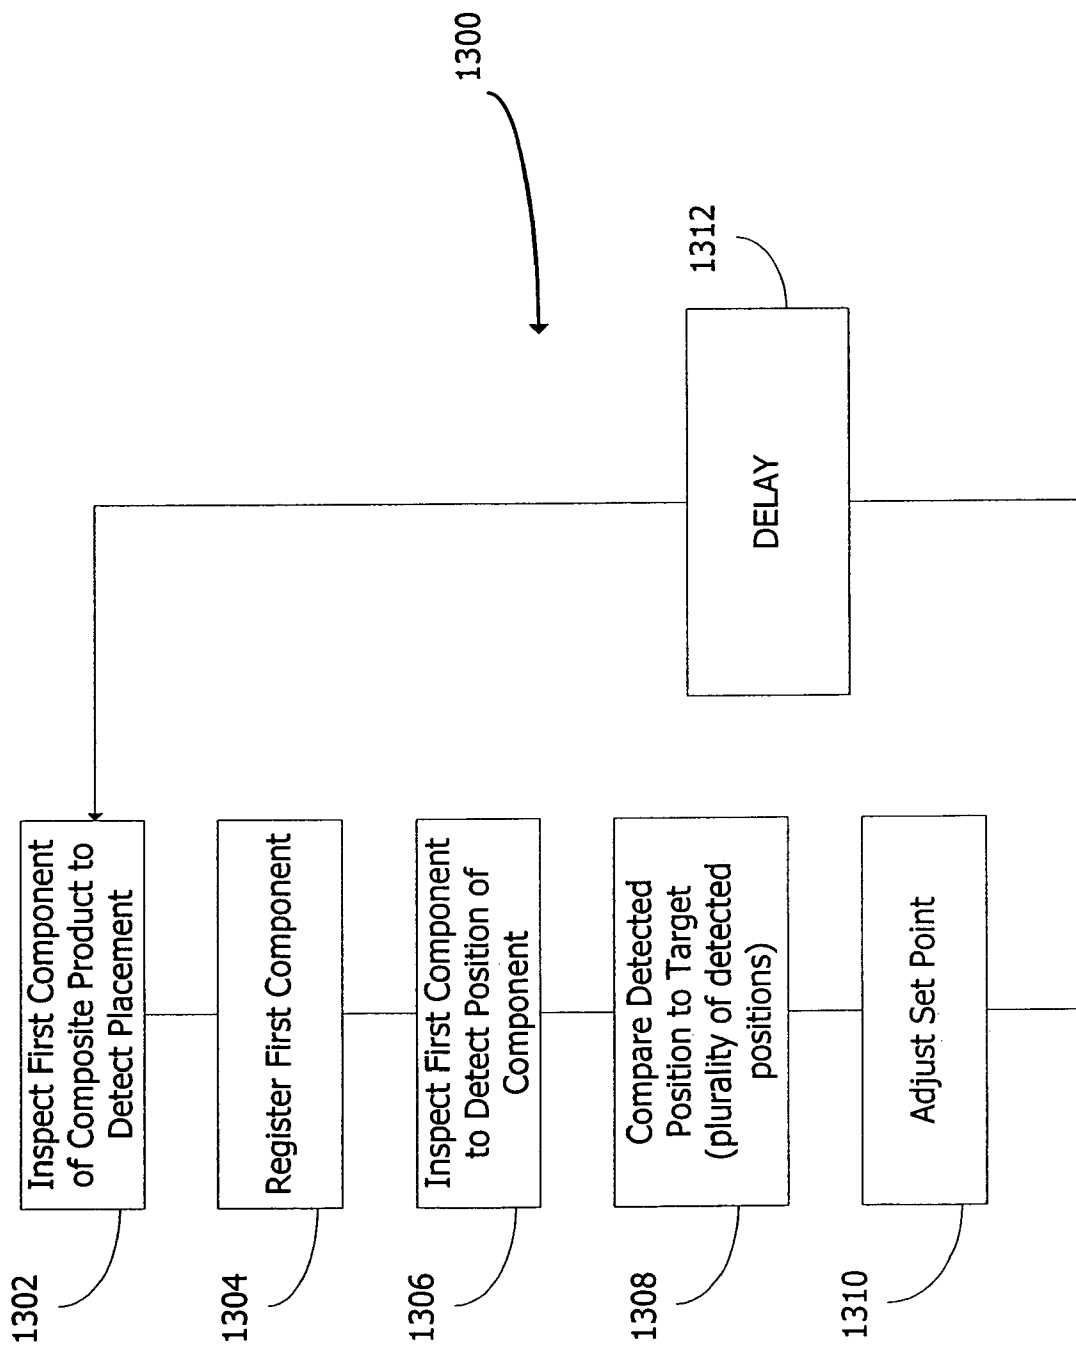 1300
1302
Inspect First Component
of Composite Product to
Detect Placement
1304
Register First Component
1306
Inspect First Component
to Detect Position of
Component
1308
Compare Detected
Position to Target
(plurality of detected
positions)
1310
Adjust Set Point
1312
DELAY